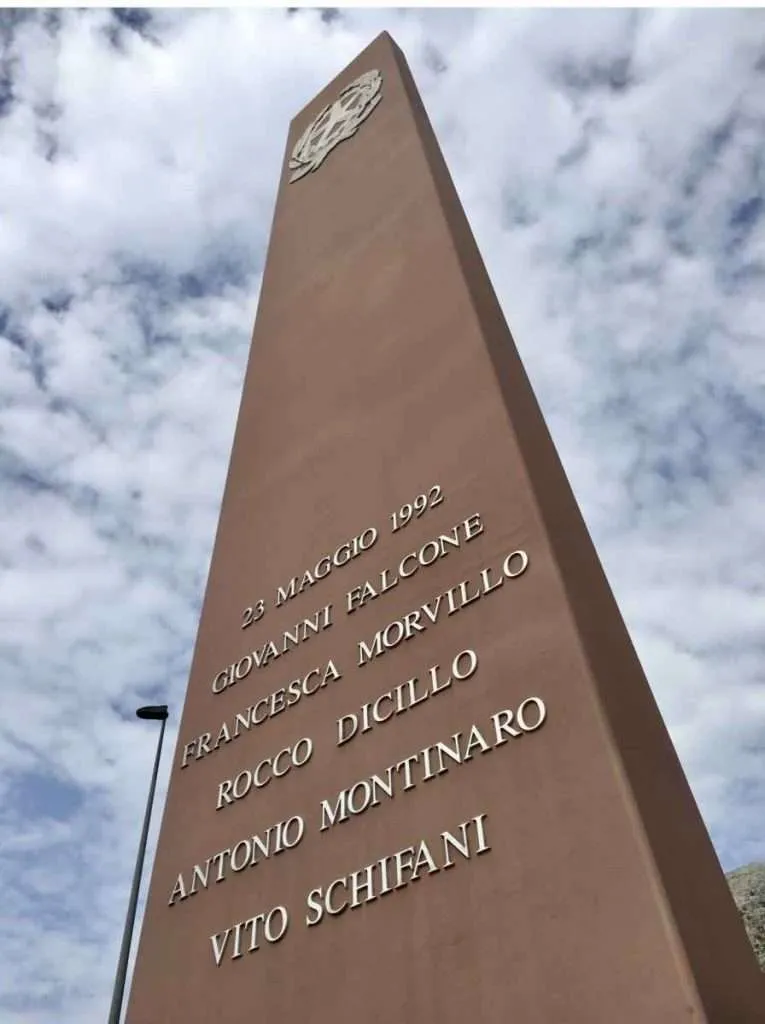 23 MAGGIO 1992
GIOVANNI FALCONE
FRANCESCA MORVILLO
ROCCO DICILLO
ANTONIO MONTINARO
VITO SCHIFANI